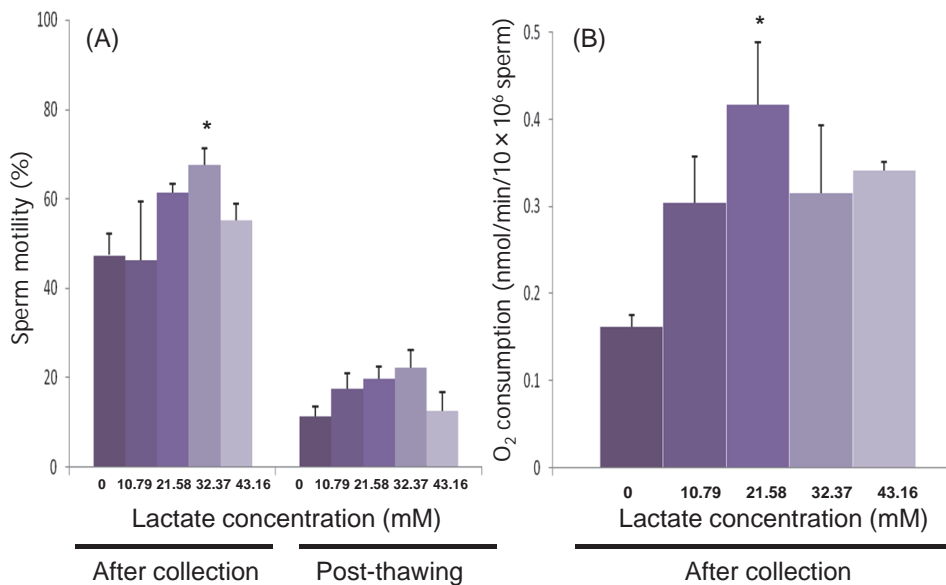 (A)
Sperm motility (%)
100
80
60
40
20
0
*
0 10.79 21.58 32.37 43.16 0 10.79 21.58 32.37 43.16
Lactate concentration (mM)
After collection Post-thawing
(B)
O₂ consumption (nmol/min/10 × 10⁶ sperm)
0.5
0.4
0.3
0.2
0.1
0
*
0 10.79 21.58 32.37 43.16
Lactate concentration (mM)
After collection